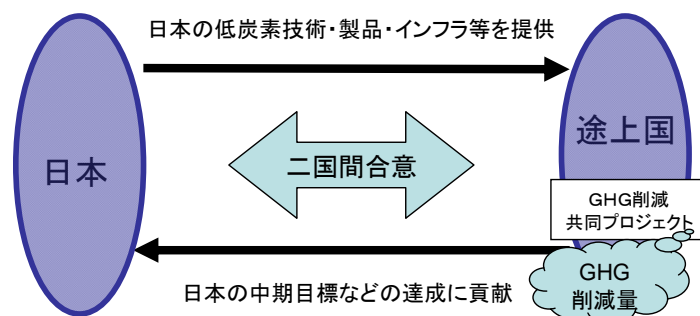 日本の低炭素技術・製品・インフラ等を提供
日本
二国間合意
途上国
GHG削減
共同プロジェクト
GHG
削減量
日本の中期目標などの達成に貢献